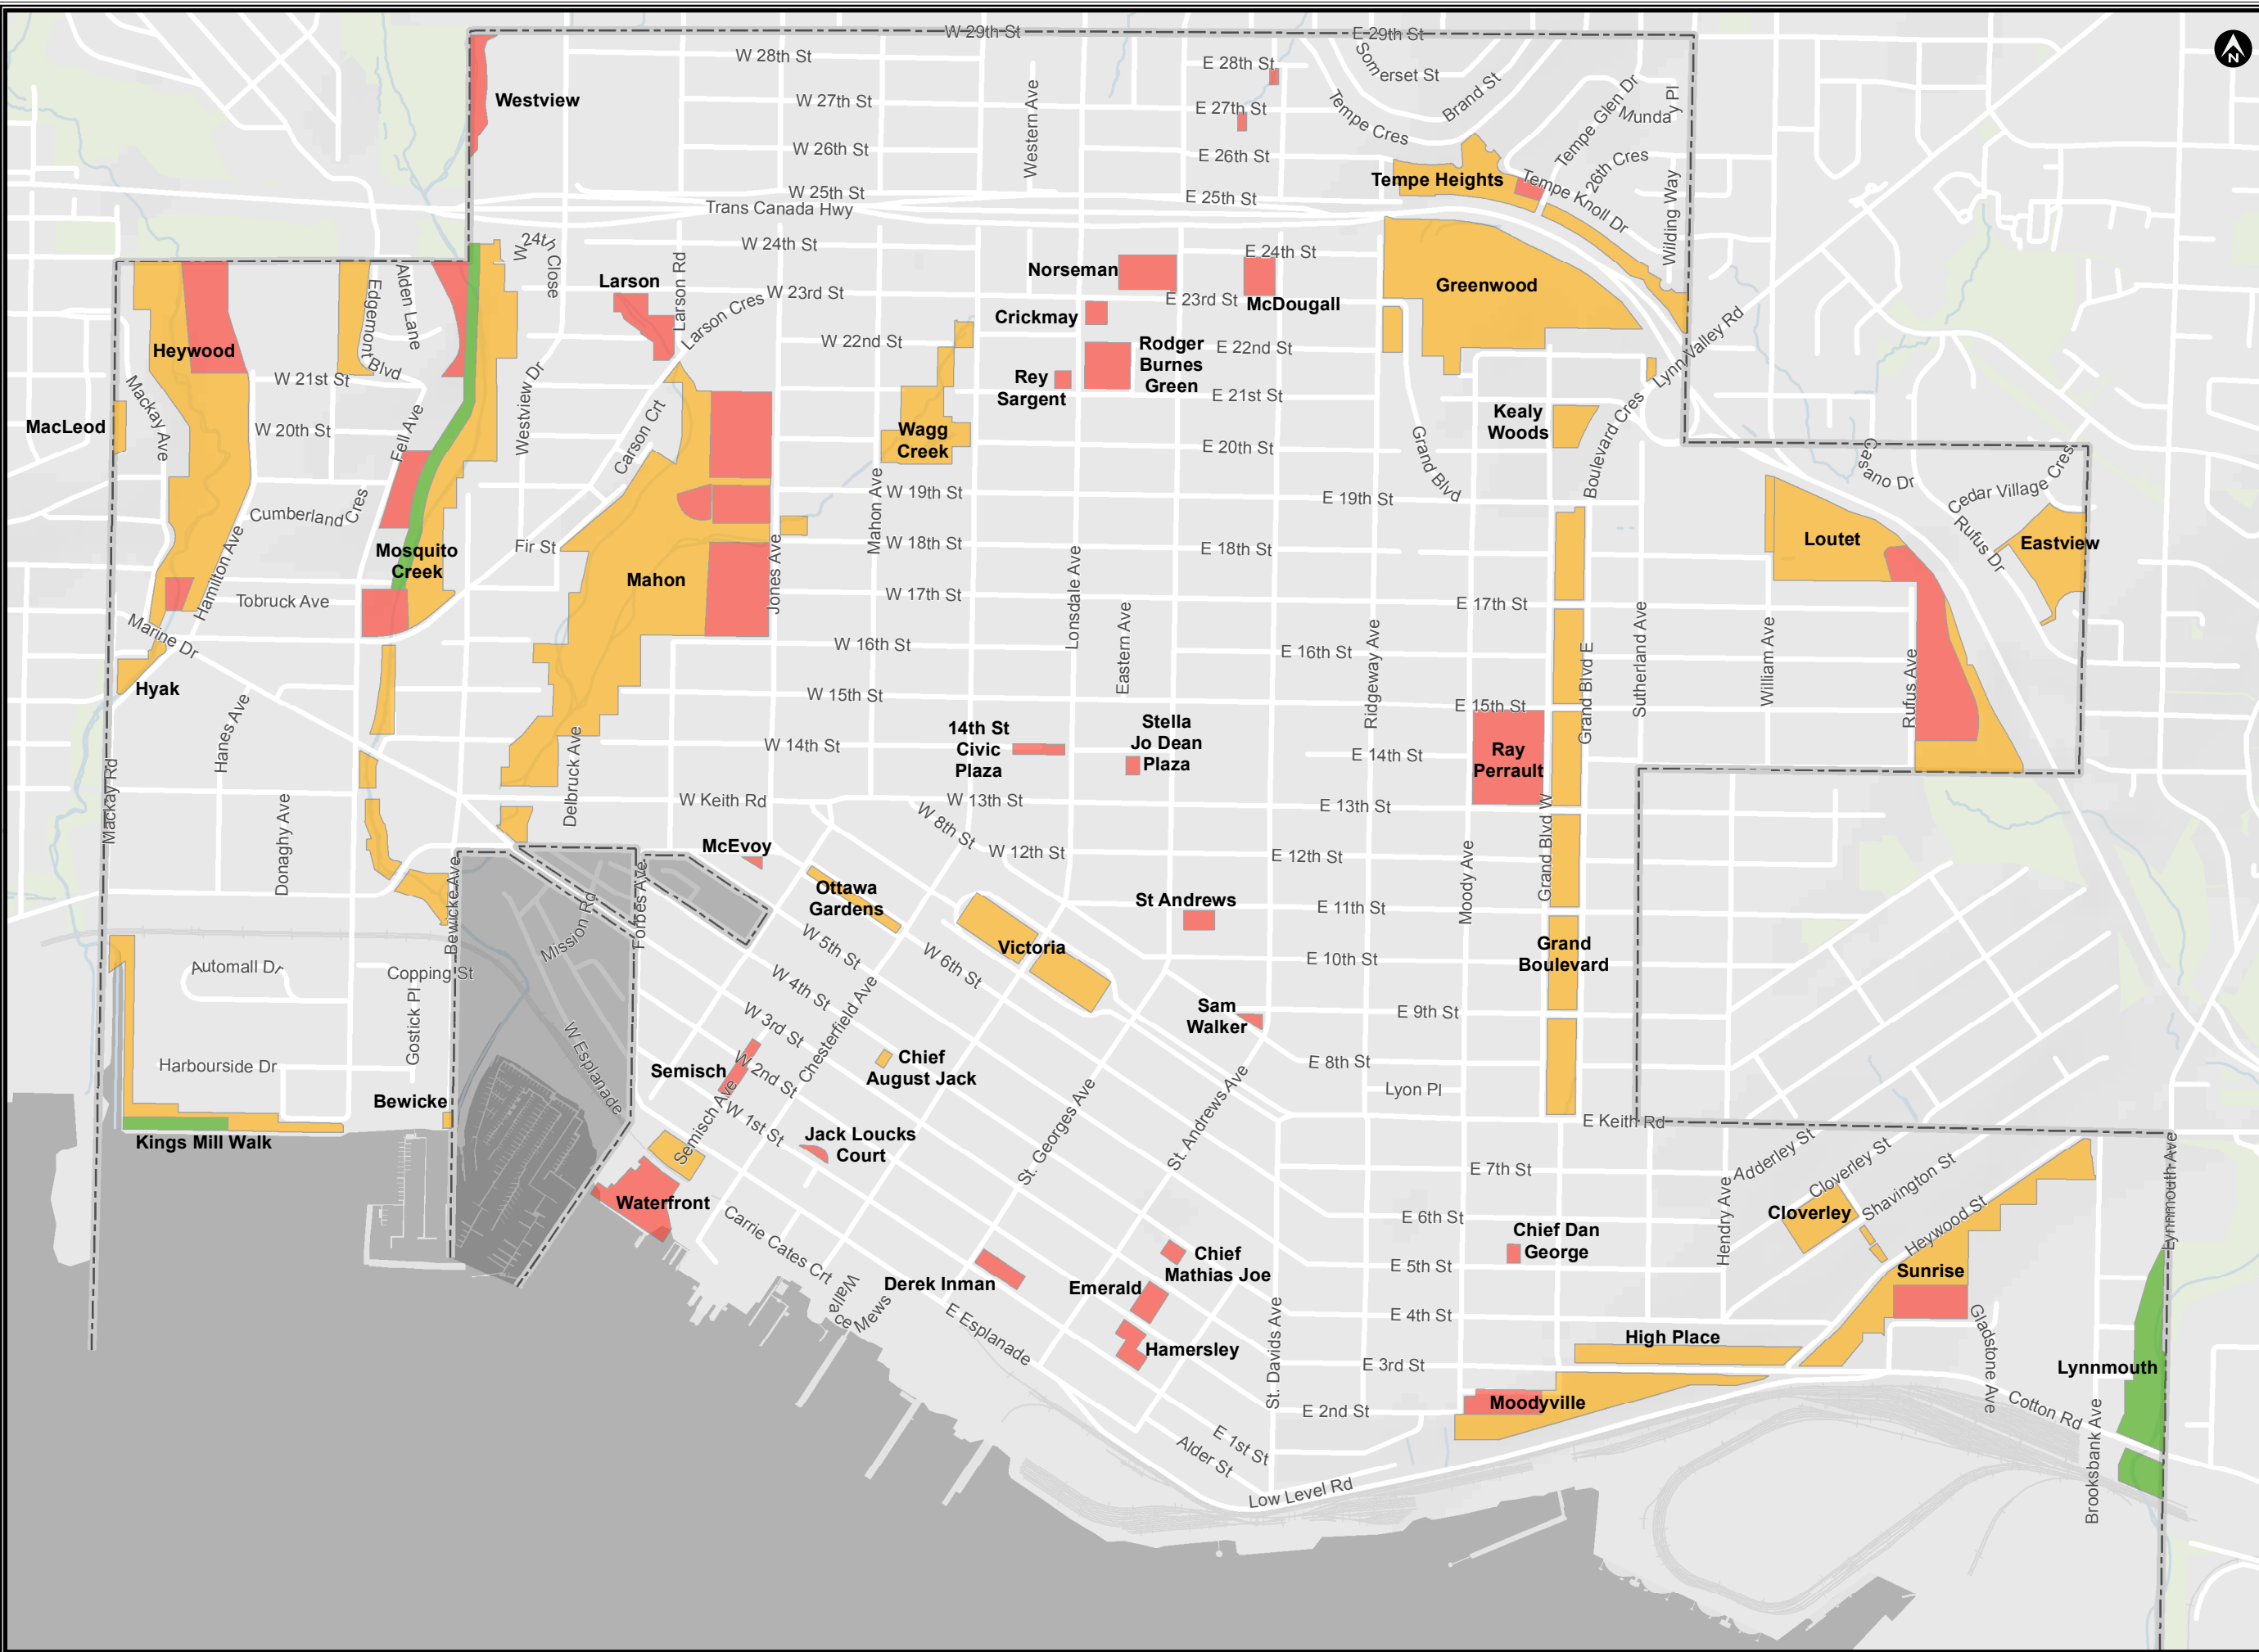 W 29th St
E 29th St
N
W 28th St
E 28th St
Somerset St
Westview
W 27th St
E 27th St
Western Ave
Tempe Cres
Brand St
Tempe Glen Dr
Munday Pl
W 26th St
E 26th St
26th Cres
Tempe Heights
Tempe Knoll Dr
W 25th St
E 25th St
Trans Canada Hwy
Wilding Way
W 24th Close
W 24th St
E 24th St
Larson
Larson Rd
Norseman
McDougall
Greenwood
Edgemont Blvd
Alden Lane
W 23rd St
E 23rd St
Larson Cres
Crickmay
Lynn Valley Rd
Heywood
W 22nd St
E 22nd St
Rodger
Burnes
Green
Rey
Sargent
W 21st St
E 21st St
Westview Dr
MacLeod
Mackay Ave
W 20th St
Fell Ave
Carson Crt
Wagg
Creek
E 20th St
Grand Blvd
Kealy
Woods
Boulevard Cres
Casano Dr
Cedar Village Cres
Cumberland Cres
Mahon Ave
W 19th St
E 19th St
Rufus Dr
Hamilton Ave
Mosquito
Creek
Fir St
Mahon
Jones Ave
W 18th St
E 18th St
Loutet
Eastview
Tobruck Ave
W 17th St
E 17th St
Lonsdale Ave
Eastern Ave
Marine Dr
W 16th St
E 16th St
Ridgeway Ave
Grand Blvd E
Sutherland Ave
William Ave
Rufus Ave
Hyak
W 15th St
E 15th St
Hanes Ave
14th St
Civic
Plaza
Stella
Jo Dean
Plaza
W 14th St
E 14th St
Ray
Perrault
Mackay Rd
Donaghy Ave
Delbruck Ave
W Keith Rd
W 13th St
E 13th St
W 8th St
McEvoy
W 12th St
E 12th St
Moody Ave
Grand Blvd W
Ottawa
Gardens
Bewicke Ave
Mission Rd
Forbes Ave
St Andrews
E 11th St
W 5th St
W 6th St
Victoria
Grand
Boulevard
Automall Dr
Copping St
W 4th St
E 10th St
Gostick Pl
W 3rd St
Chesterfield Ave
Sam
Walker
E 9th St
W Esplanade
Harbourside Dr
Semisch
W 2nd St
Chief
August Jack
E 8th St
Lyon Pl
Bewicke
Semisch Ave
W 1st St
St. Georges Ave
St. Andrews Ave
E Keith Rd
Kings Mill Walk
Jack Loucks
Court
E 7th St
Adderley St
Cloverley St
Shavington St
Lynnmouth Ave
Waterfront
Carrie Cates Crt
E 6th St
Chief Dan
George
Hendry Ave
Cloverley
Heywood St
Chief
Mathias Joe
E 5th St
Derek Inman
Emerald
Sunrise
Wallace Mews
E Esplanade
St. Davids Ave
E 4th St
Gladstone Ave
Hamersley
High Place
E 3rd St
Lynnmouth
E 2nd St
Moodyville
Cotton Rd
Brooksbank Ave
E 1st St
Alder St
Low Level Rd